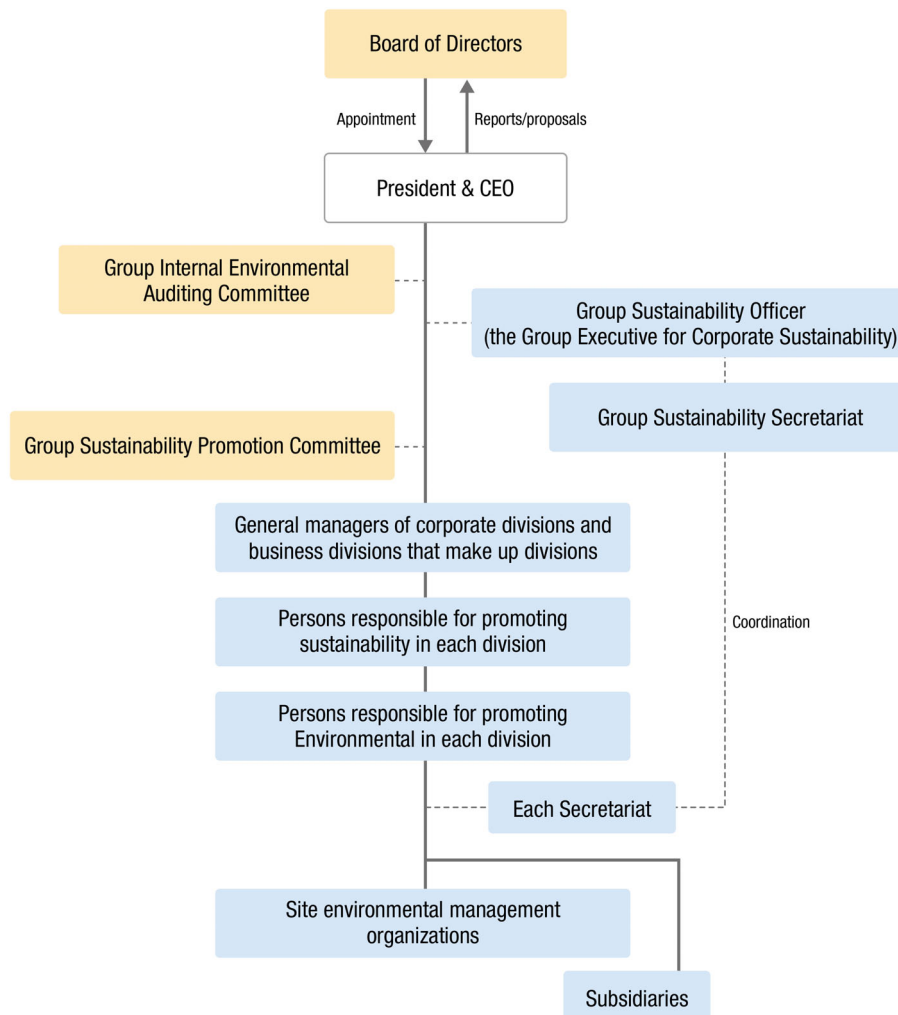 Board of Directors
Appointment
Reports/proposals
President & CEO
Group Internal Environmental
Auditing Committee
Group Sustainability Officer
(the Group Executive for Corporate Sustainability)
Group Sustainability Secretariat
Group Sustainability Promotion Committee
General managers of corporate divisions and
business divisions that make up divisions
Persons responsible for promoting
sustainability in each division
Coordination
Persons responsible for promoting
Environmental in each division
Each Secretariat
Site environmental management
organizations
Subsidiaries